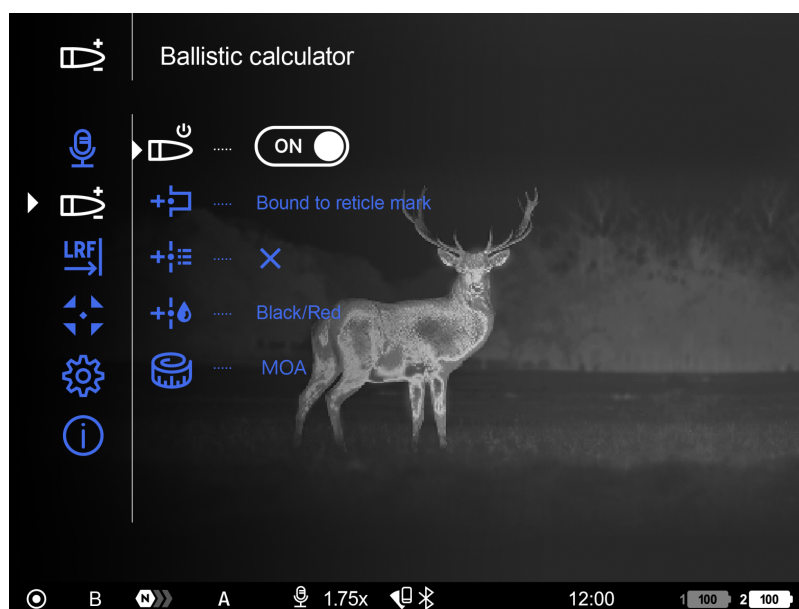 Ballistic calculator
ON
Bound to reticle mark
LRF
Black/Red
MOA
B N A 1.75x 12:00 1 100 2 100